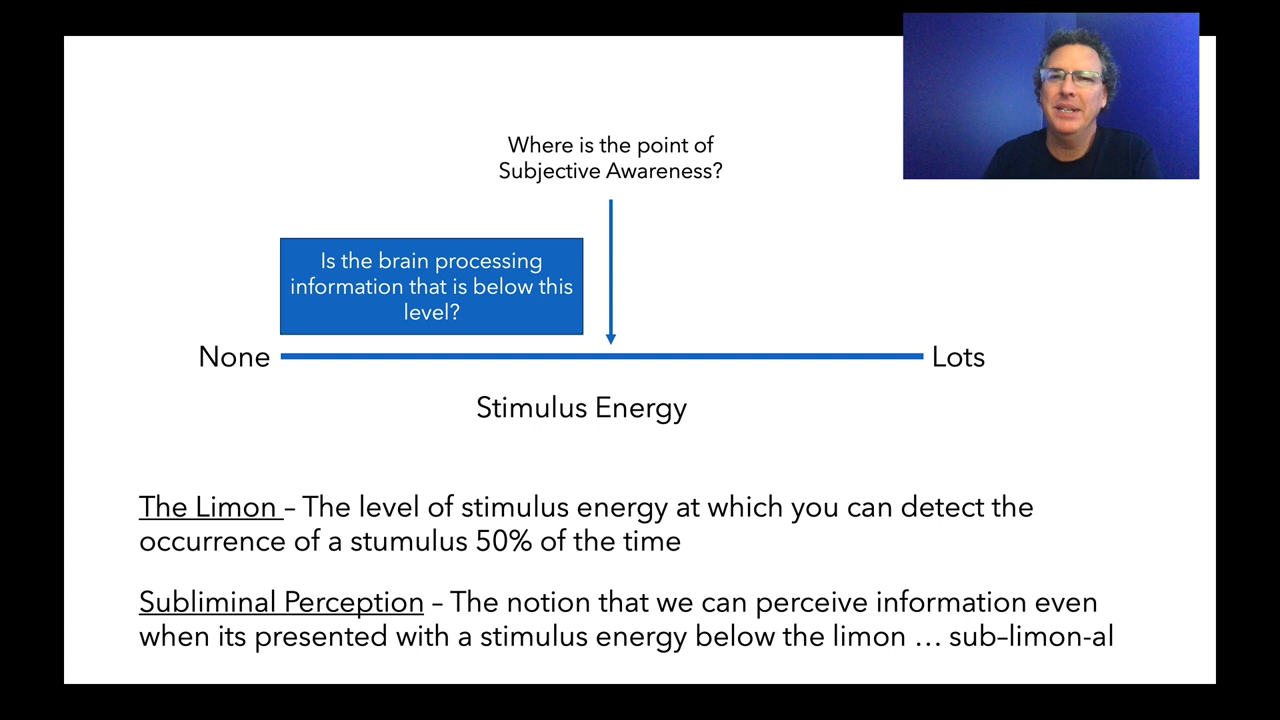 Where is the point of
Subjective Awareness?
Is the brain processing
information that is below this
level?
None
Lots
Stimulus Energy
The Limon – The level of stimulus energy at which you can detect the
occurrence of a stumulus 50% of the time
Subliminal Perception – The notion that we can perceive information even
when its presented with a stimulus energy below the limon … sub–limon-al